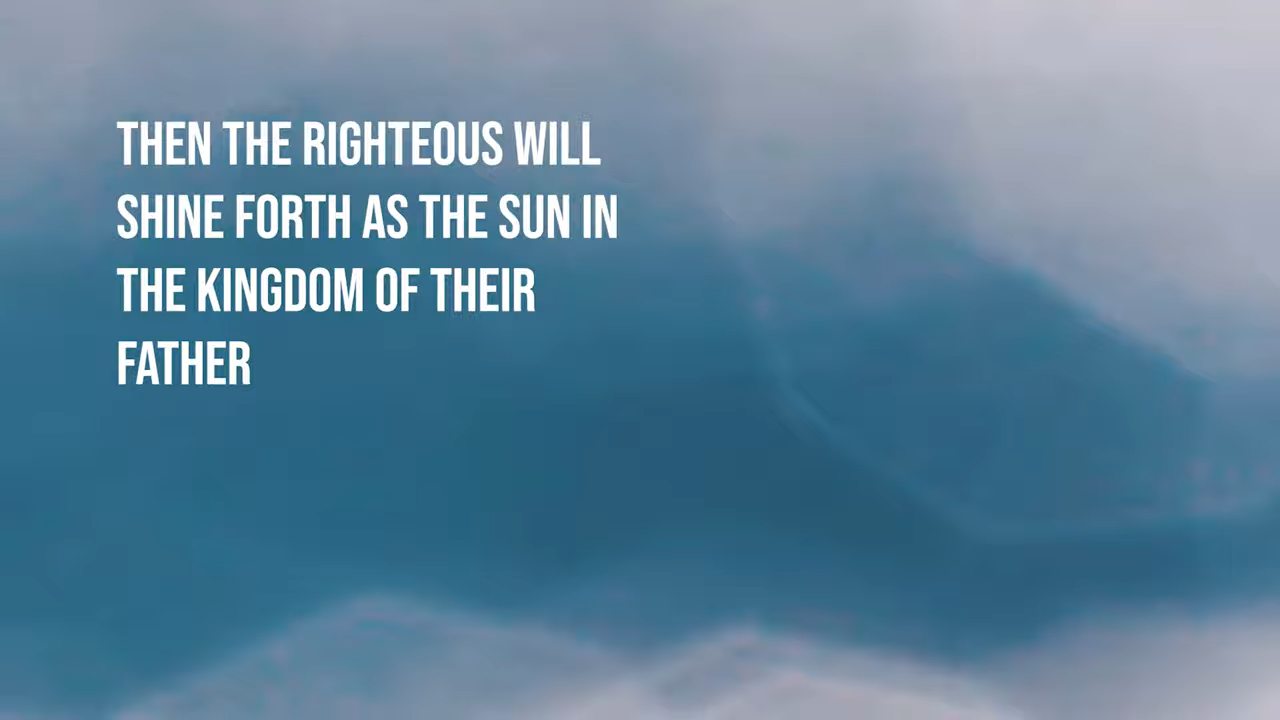 THEN THE RIGHTEOUS WILL
SHINE FORTH AS THE SUN IN
THE KINGDOM OF THEIR
FATHER